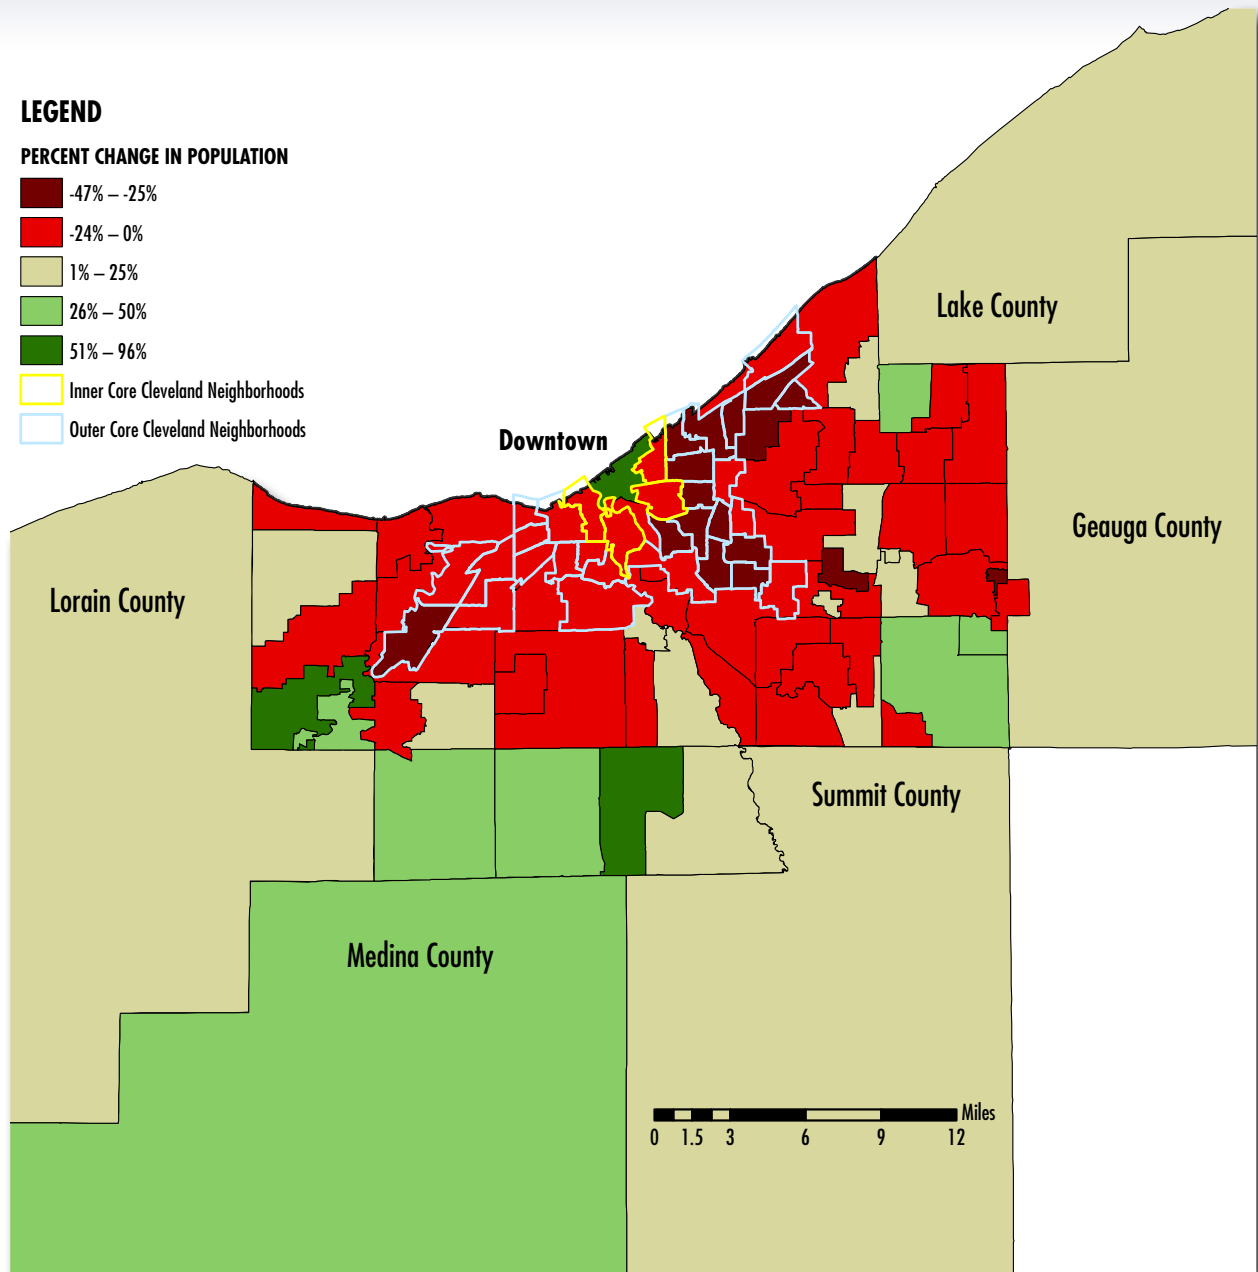 LEGEND
PERCENT CHANGE IN POPULATION
-47% – -25%
-24% – 0%
1% – 25%
26% – 50%
51% – 96%
Inner Core Cleveland Neighborhoods
Outer Core Cleveland Neighborhoods
Downtown
Lake County
Geauga County
Lorain County
Summit County
Medina County
Miles
0 1.5 3 6 9 12